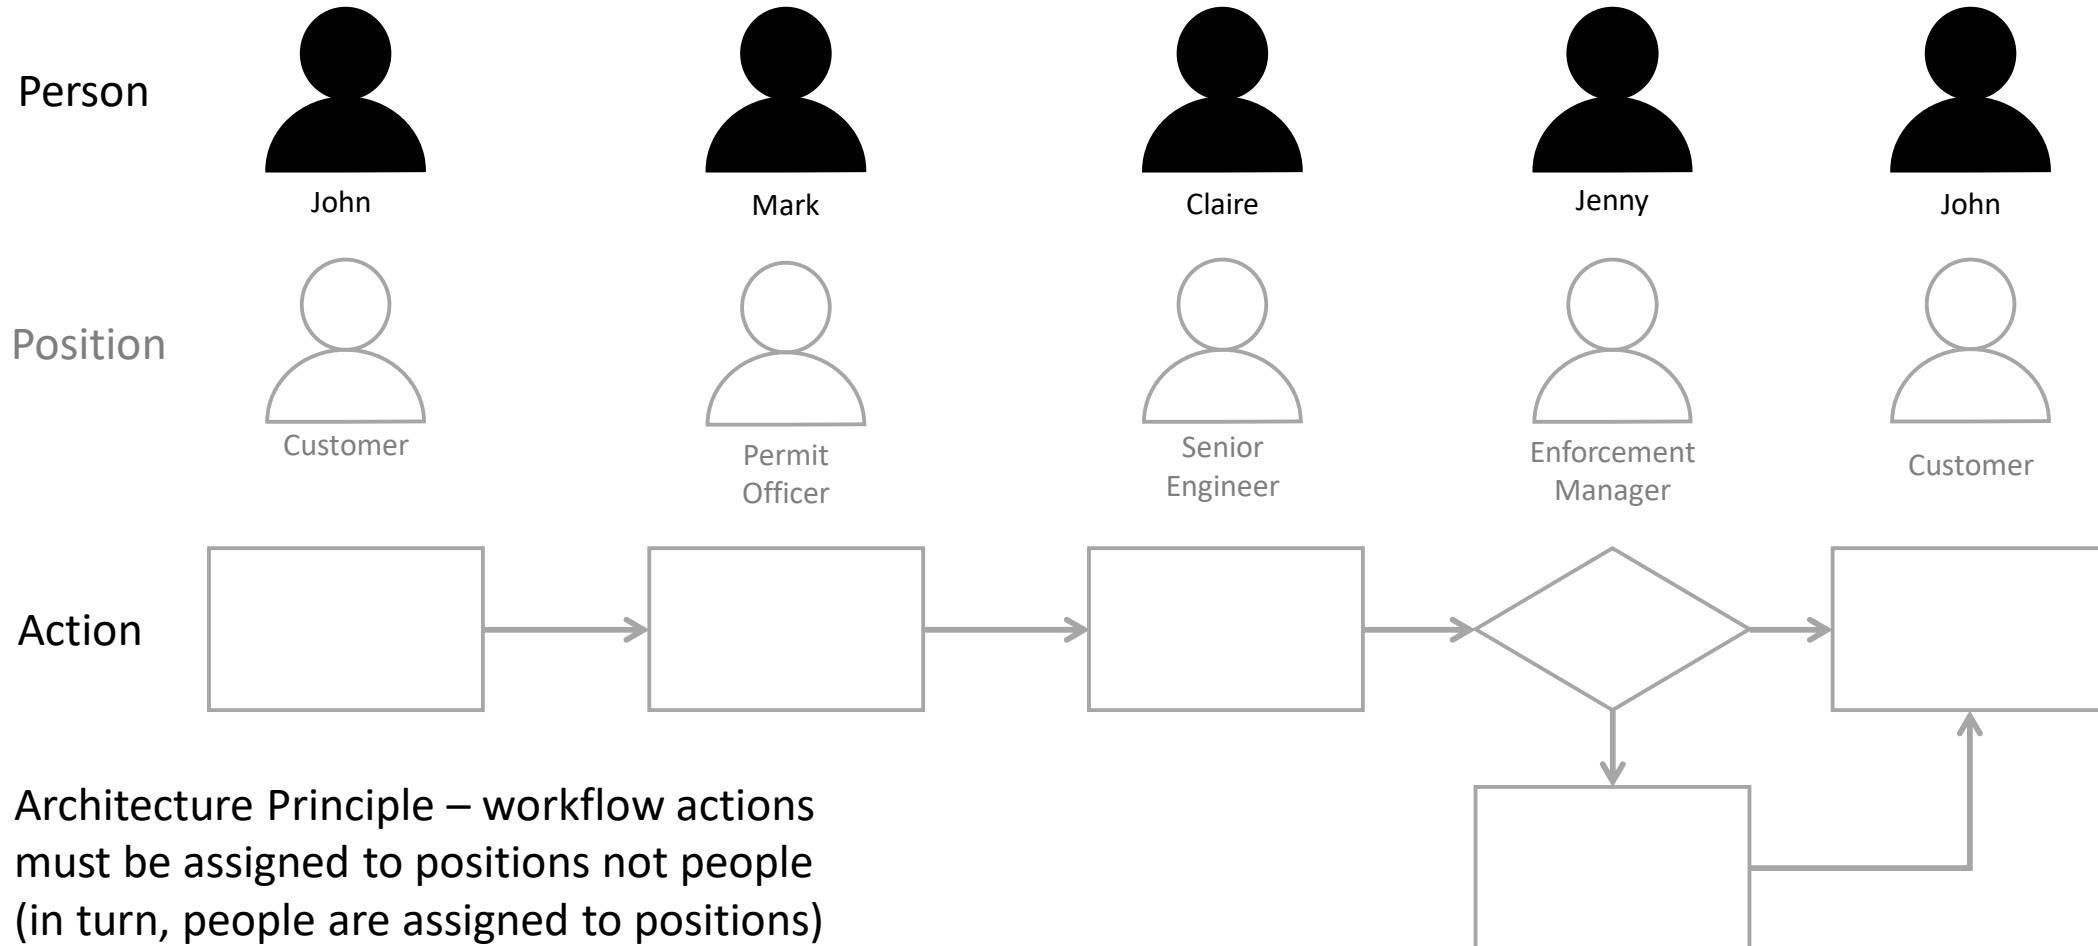 Person
John
Mark
Claire
Jenny
John
Position
Customer
Permit
Officer
Senior
Engineer
Enforcement
Manager
Customer
Action
Architecture Principle – workflow actions
must be assigned to positions not people
(in turn, people are assigned to positions)